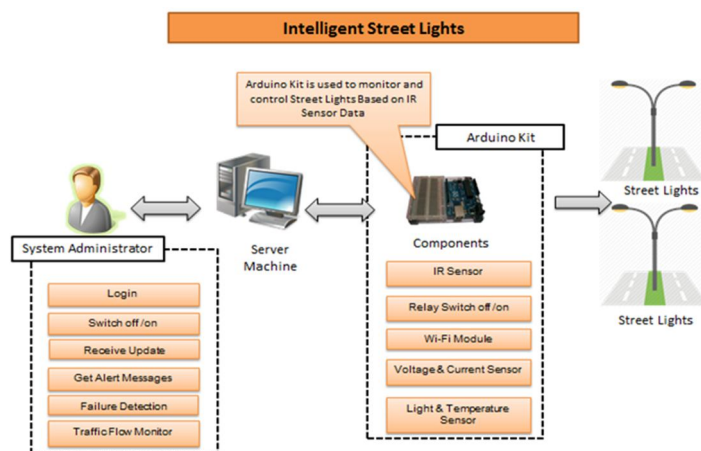 Intelligent Street Lights
Arduino Kit is used to monitor and
control Street Lights Based on IR
Sensor Data
Arduino Kit
Street Lights
System Administrator
Server
Machine
Components
Street Lights
Login
Switch off /on
Receive Update
Get Alert Messages
Failure Detection
Traffic Flow Monitor
IR Sensor
Relay Switch off /on
Wi-Fi Module
Voltage & Current Sensor
Light & Temperature
Sensor